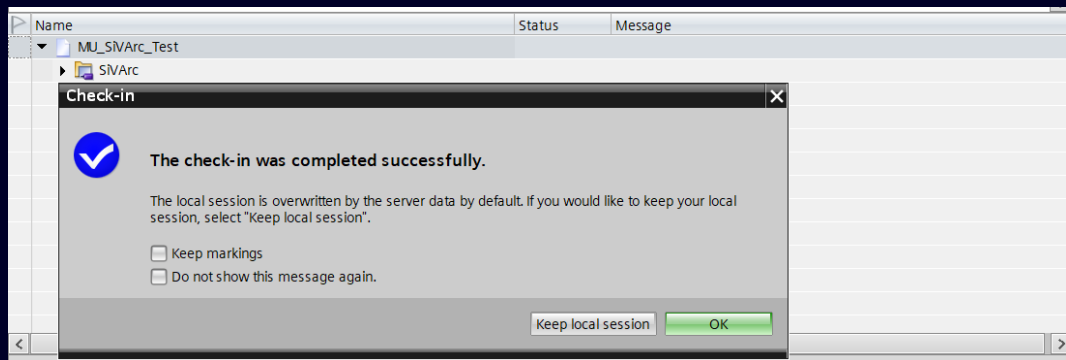 Name Status Message
MU_SiVArc_Test
SiVArc
Check-in
The check-in was completed successfully.
The local session is overwritten by the server data by default. If you would like to keep your local
session, select "Keep local session".
Keep markings
Do not show this message again.
Keep local session OK